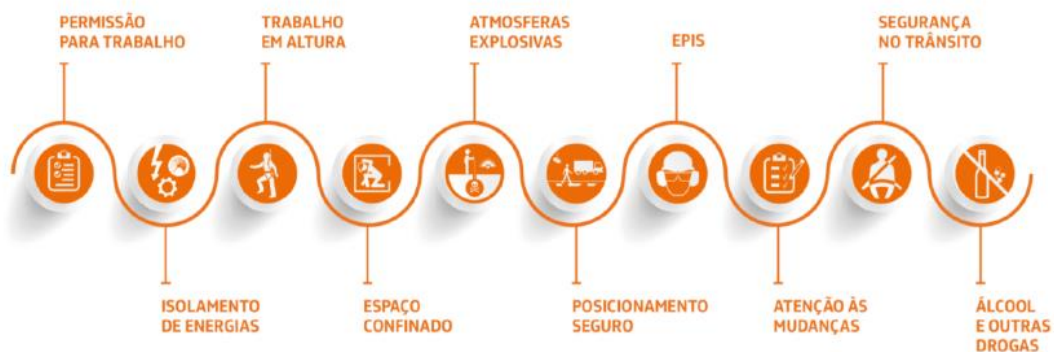 PERMISSÃO
PARA TRABALHO
TRABALHO
EM ALTURA
ATMOSFERAS
EXPLOSIVAS
EPIS
SEGURANÇA
NO TRÂNSITO
ISOLAMENTO
DE ENERGIAS
ESPAÇO
CONFINADO
POSICIONAMENTO
SEGURO
ATENÇÃO ÀS
MUDANÇAS
ÁLCOOL
E OUTRAS
DROGAS